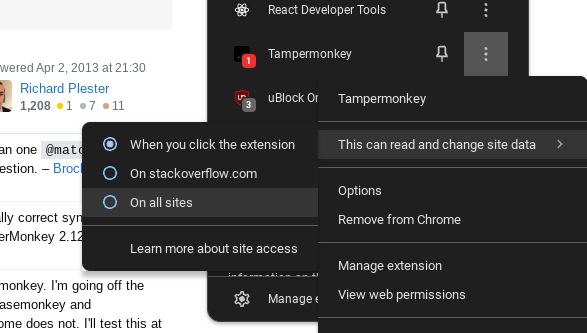 React Developer Tools
Tampermonkey
1
uBlock Or
3
wered Apr 2, 2013 at 21:30
Richard Plester
1,208 1 7 11
an one @matc
estion. – Brock
ally correct syn
erMonkey 2.12
monkey. I'm going off the
asemonkey and
ome does not. I'll test this at
When you click the extension
On stackoverflow.com
On all sites
Learn more about site access
Tampermonkey
This can read and change site data
Options
Remove from Chrome
Manage extension
View web permissions
Manage e